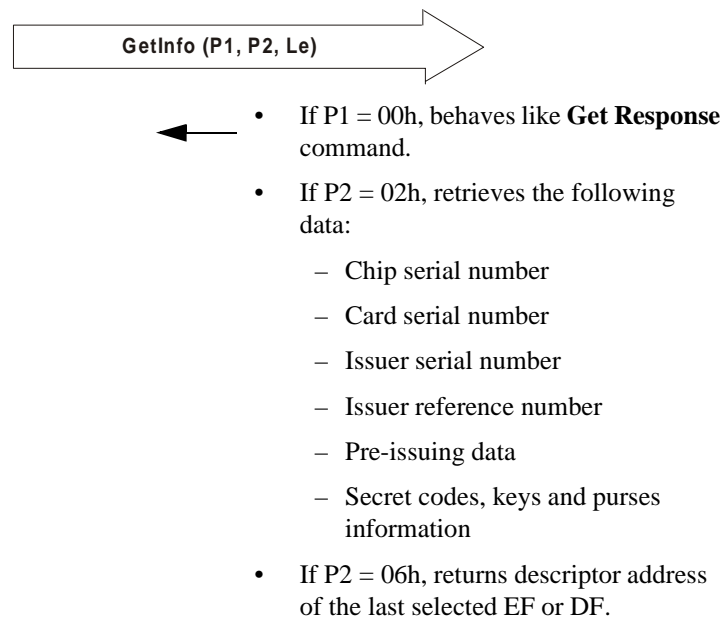 GetInfo (P1, P2, Le)
• If P1 = 00h, behaves like Get Response
command.
• If P2 = 02h, retrieves the following
data:
– Chip serial number
– Card serial number
– Issuer serial number
– Issuer reference number
– Pre-issuing data
– Secret codes, keys and purses
information
• If P2 = 06h, returns descriptor address
of the last selected EF or DF.